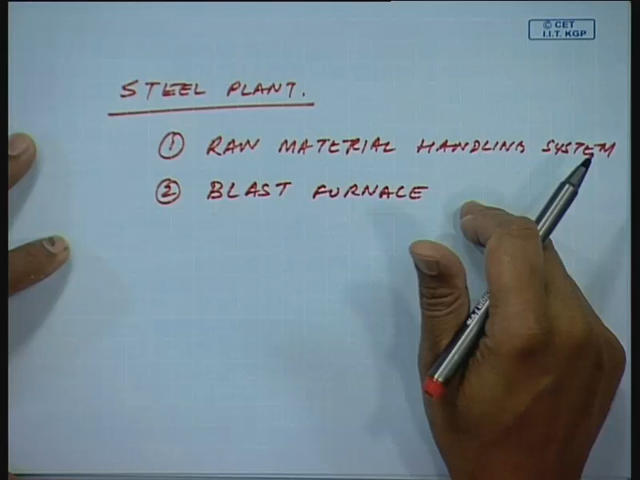 © CET
I.I.T. KGP
STEEL PLANT.
① RAW MATERIAL HANDLING SYSTEM
② BLAST FURNACE